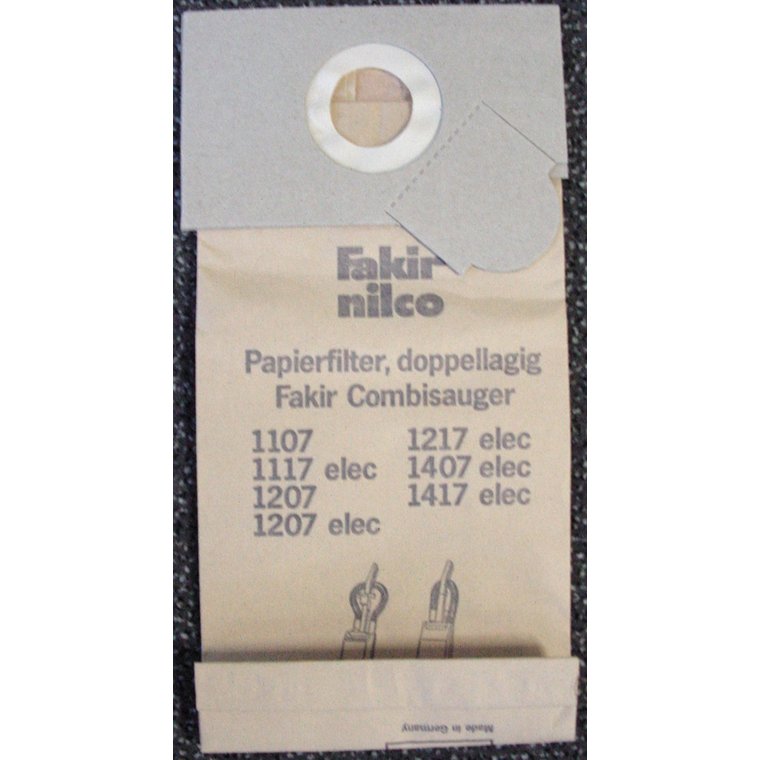 Fakir
nilco
Papierfilter, doppellagig
Fakir Combisauger
1107
1117 elec
1207
1207 elec
1217 elec
1407 elec
1417 elec
Made in Germany